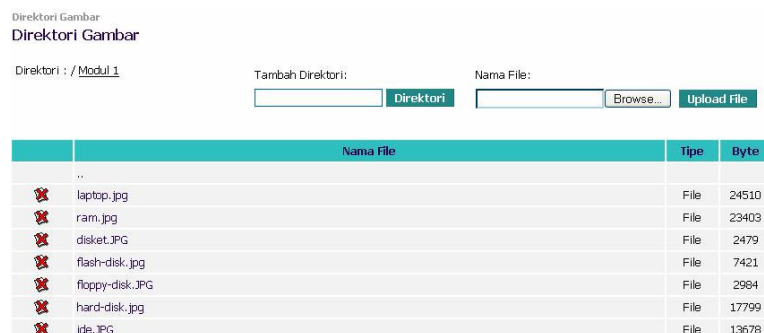 Direktori Gambar
Direktori Gambar
Direktori : / Modul 1
Tambah Direktori:
Nama File:
Direktori
Browse...
Upload File
Nama File Tipe Byte
..
laptop.jpg File 24510
ram.jpg File 23403
disket.JPG File 2479
flash-disk.jpg File 7421
floppy-disk.JPG File 2984
hard-disk.jpg File 17799
ide.JPG File 13678